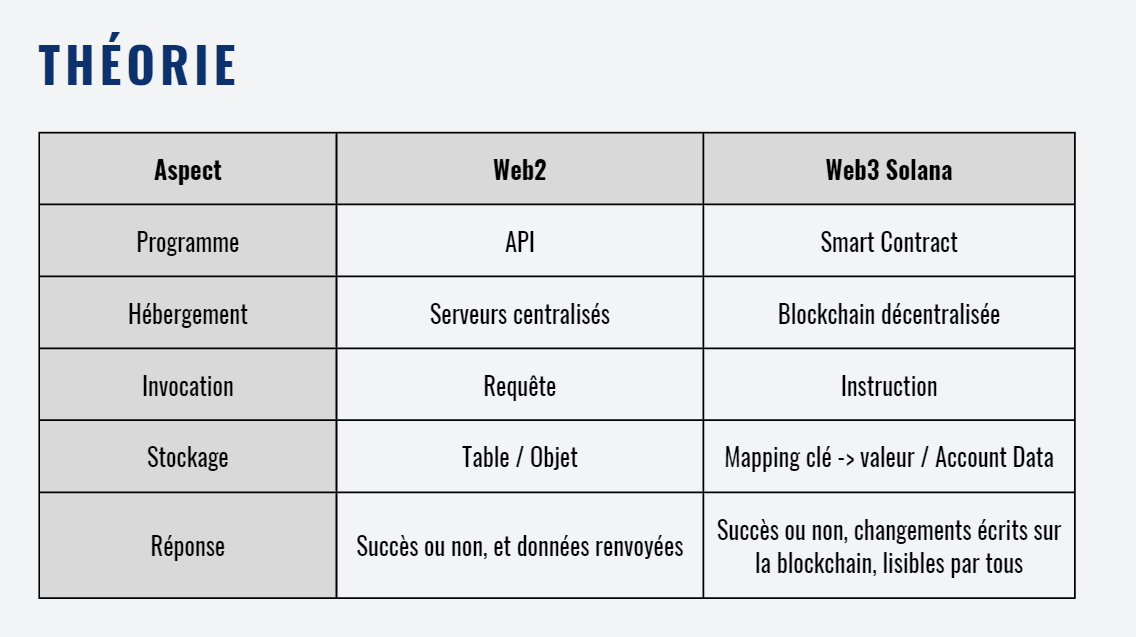 THÉORIE
Aspect Web2 Web3 Solana
Programme API Smart Contract
Hébergement Serveurs centralisés Blockchain décentralisée
Invocation Requête Instruction
Stockage Table / Objet Mapping clé -> valeur / Account Data
Réponse Succès ou non, et données renvoyées Succès ou non, changements écrits sur
la blockchain, lisibles par tous